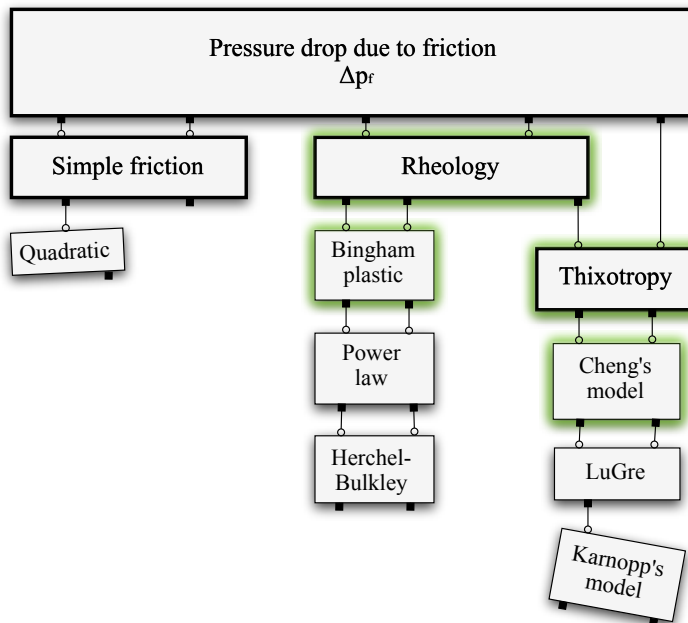 Pressure drop due to friction
Δpf
Simple friction
Rheology
Quadratic
Bingham
plastic
Thixotropy
Power
law
Cheng's
model
Herchel-
Bulkley
LuGre
Karnopp's
model